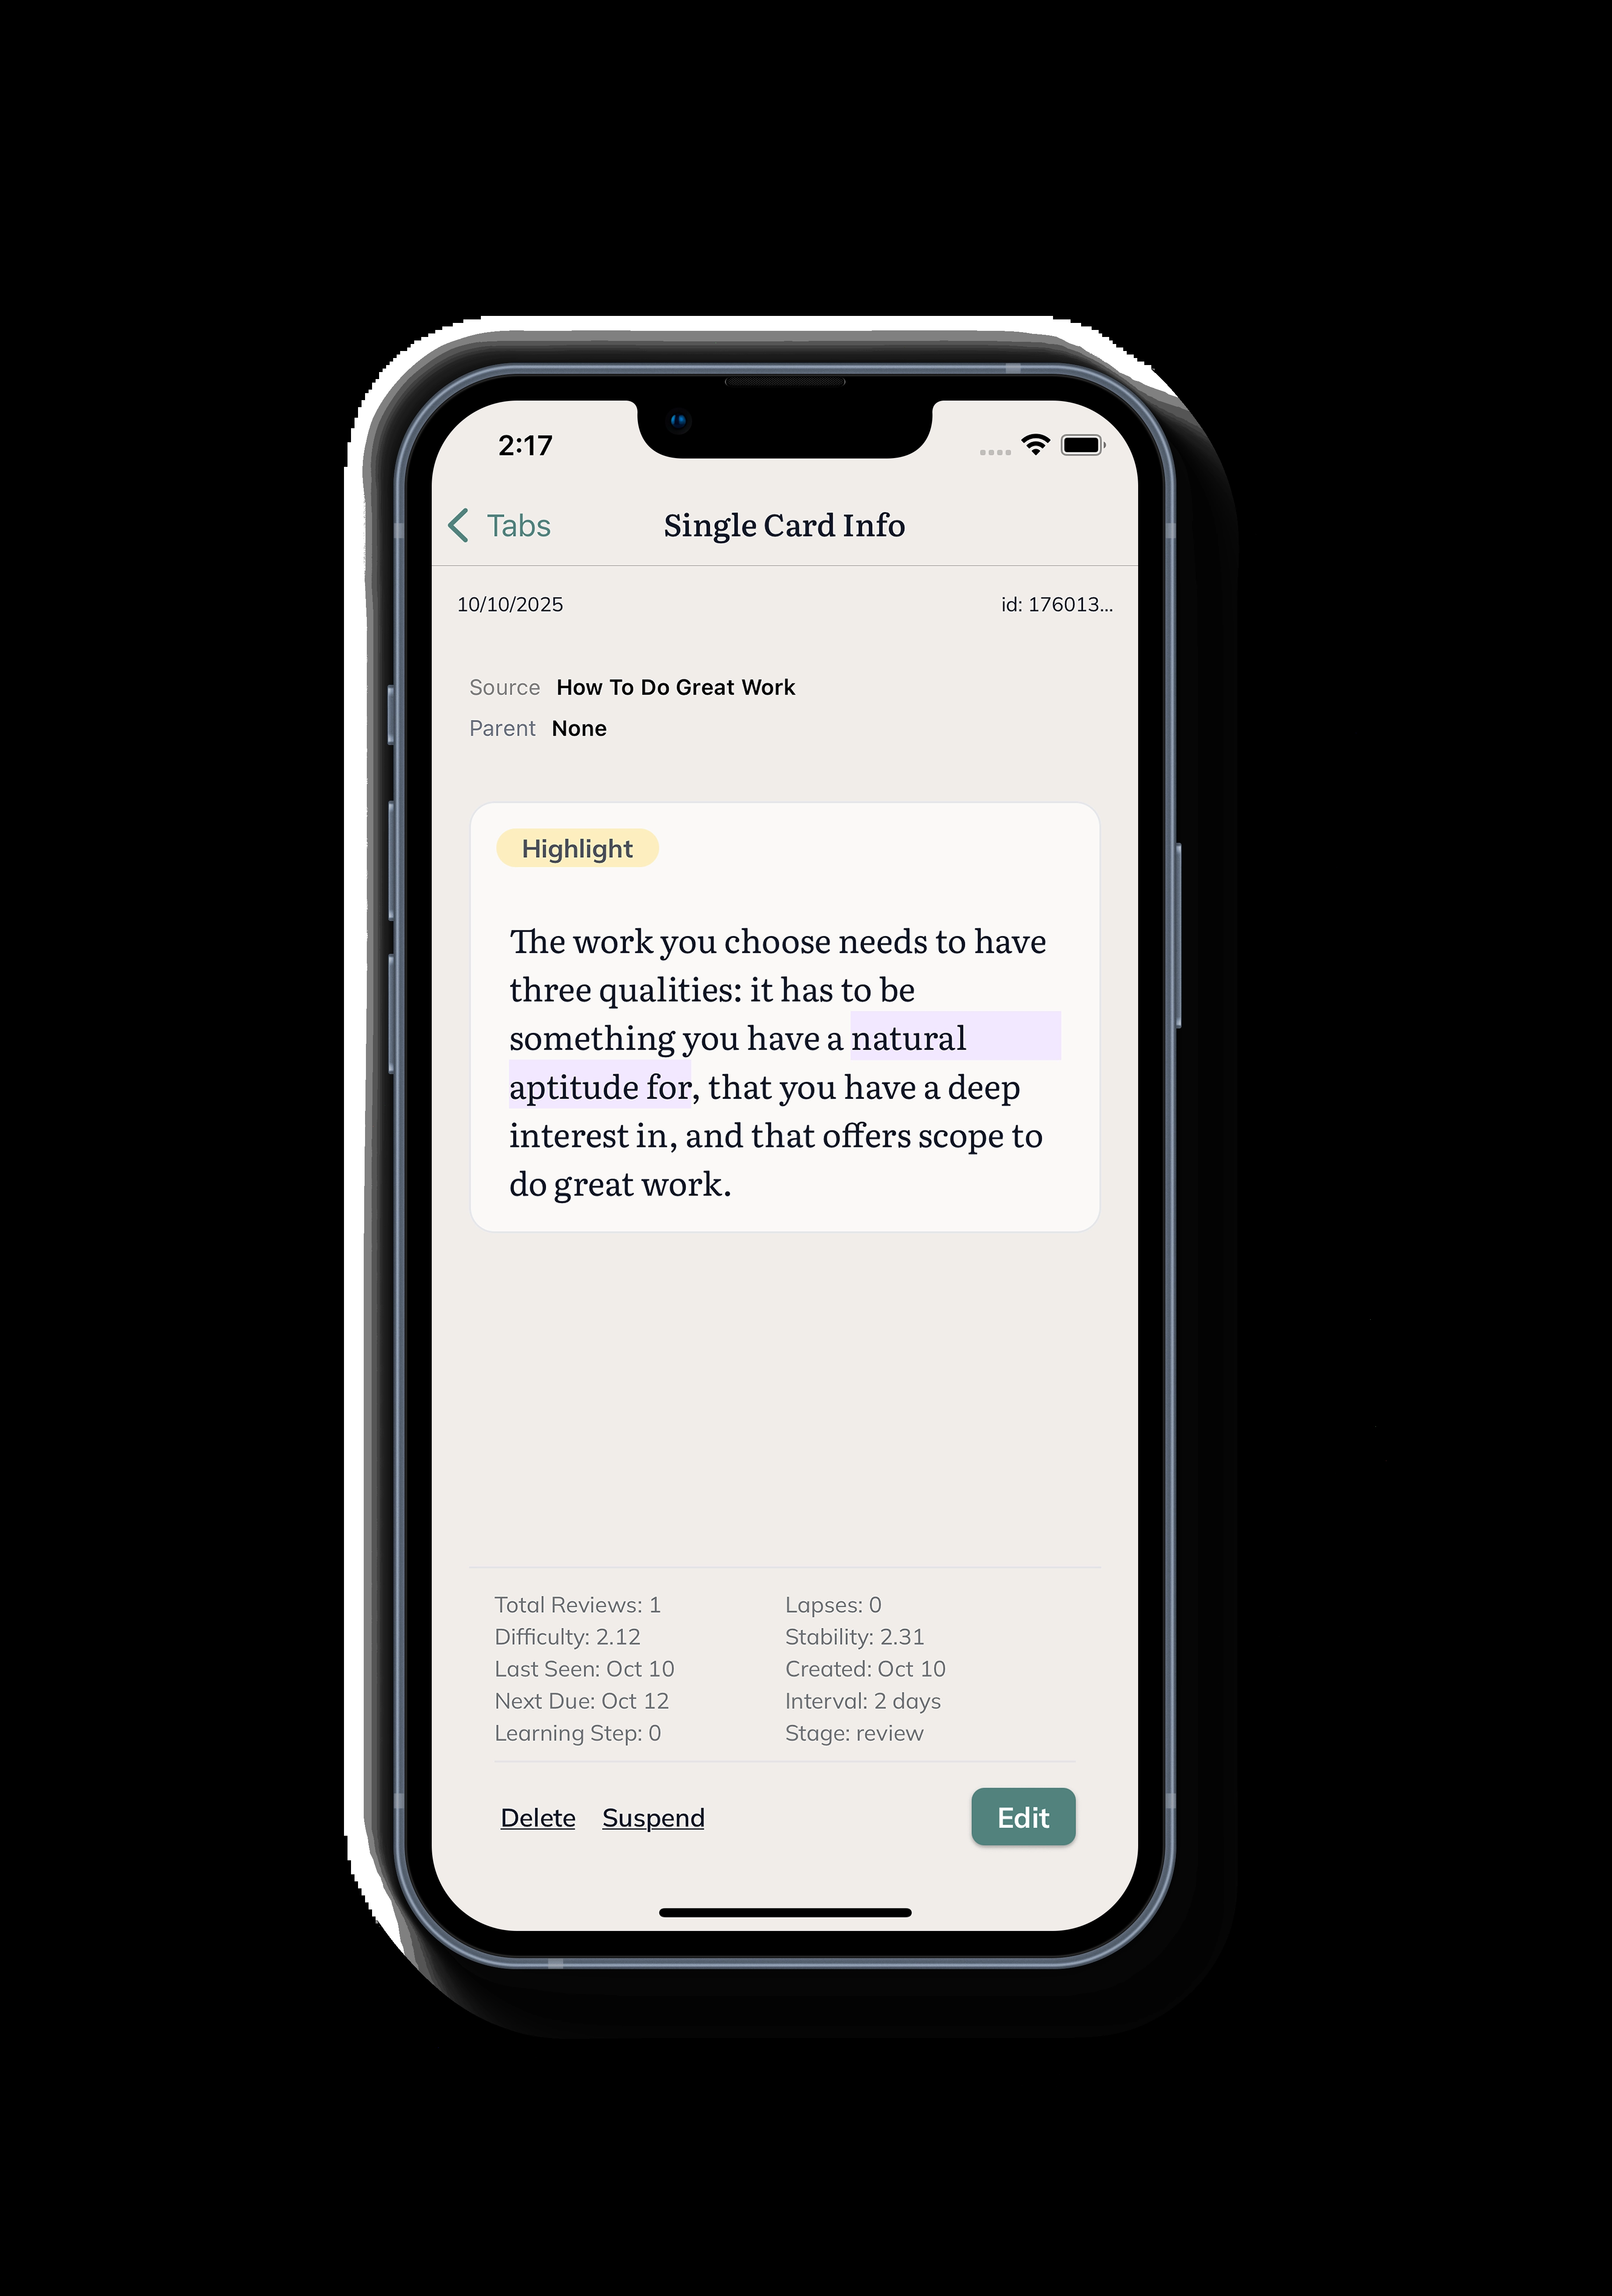 2:17
Tabs
Single Card Info
10/10/2025
id: 176013...
Source How To Do Great Work
Parent None
Highlight
The work you choose needs to have
three qualities: it has to be
something you have a natural
aptitude for, that you have a deep
interest in, and that offers scope to
do great work.
Total Reviews: 1
Lapses: 0
Difficulty: 2.12
Stability: 2.31
Last Seen: Oct 10
Created: Oct 10
Next Due: Oct 12
Interval: 2 days
Learning Step: 0
Stage: review
Delete
Suspend
Edit